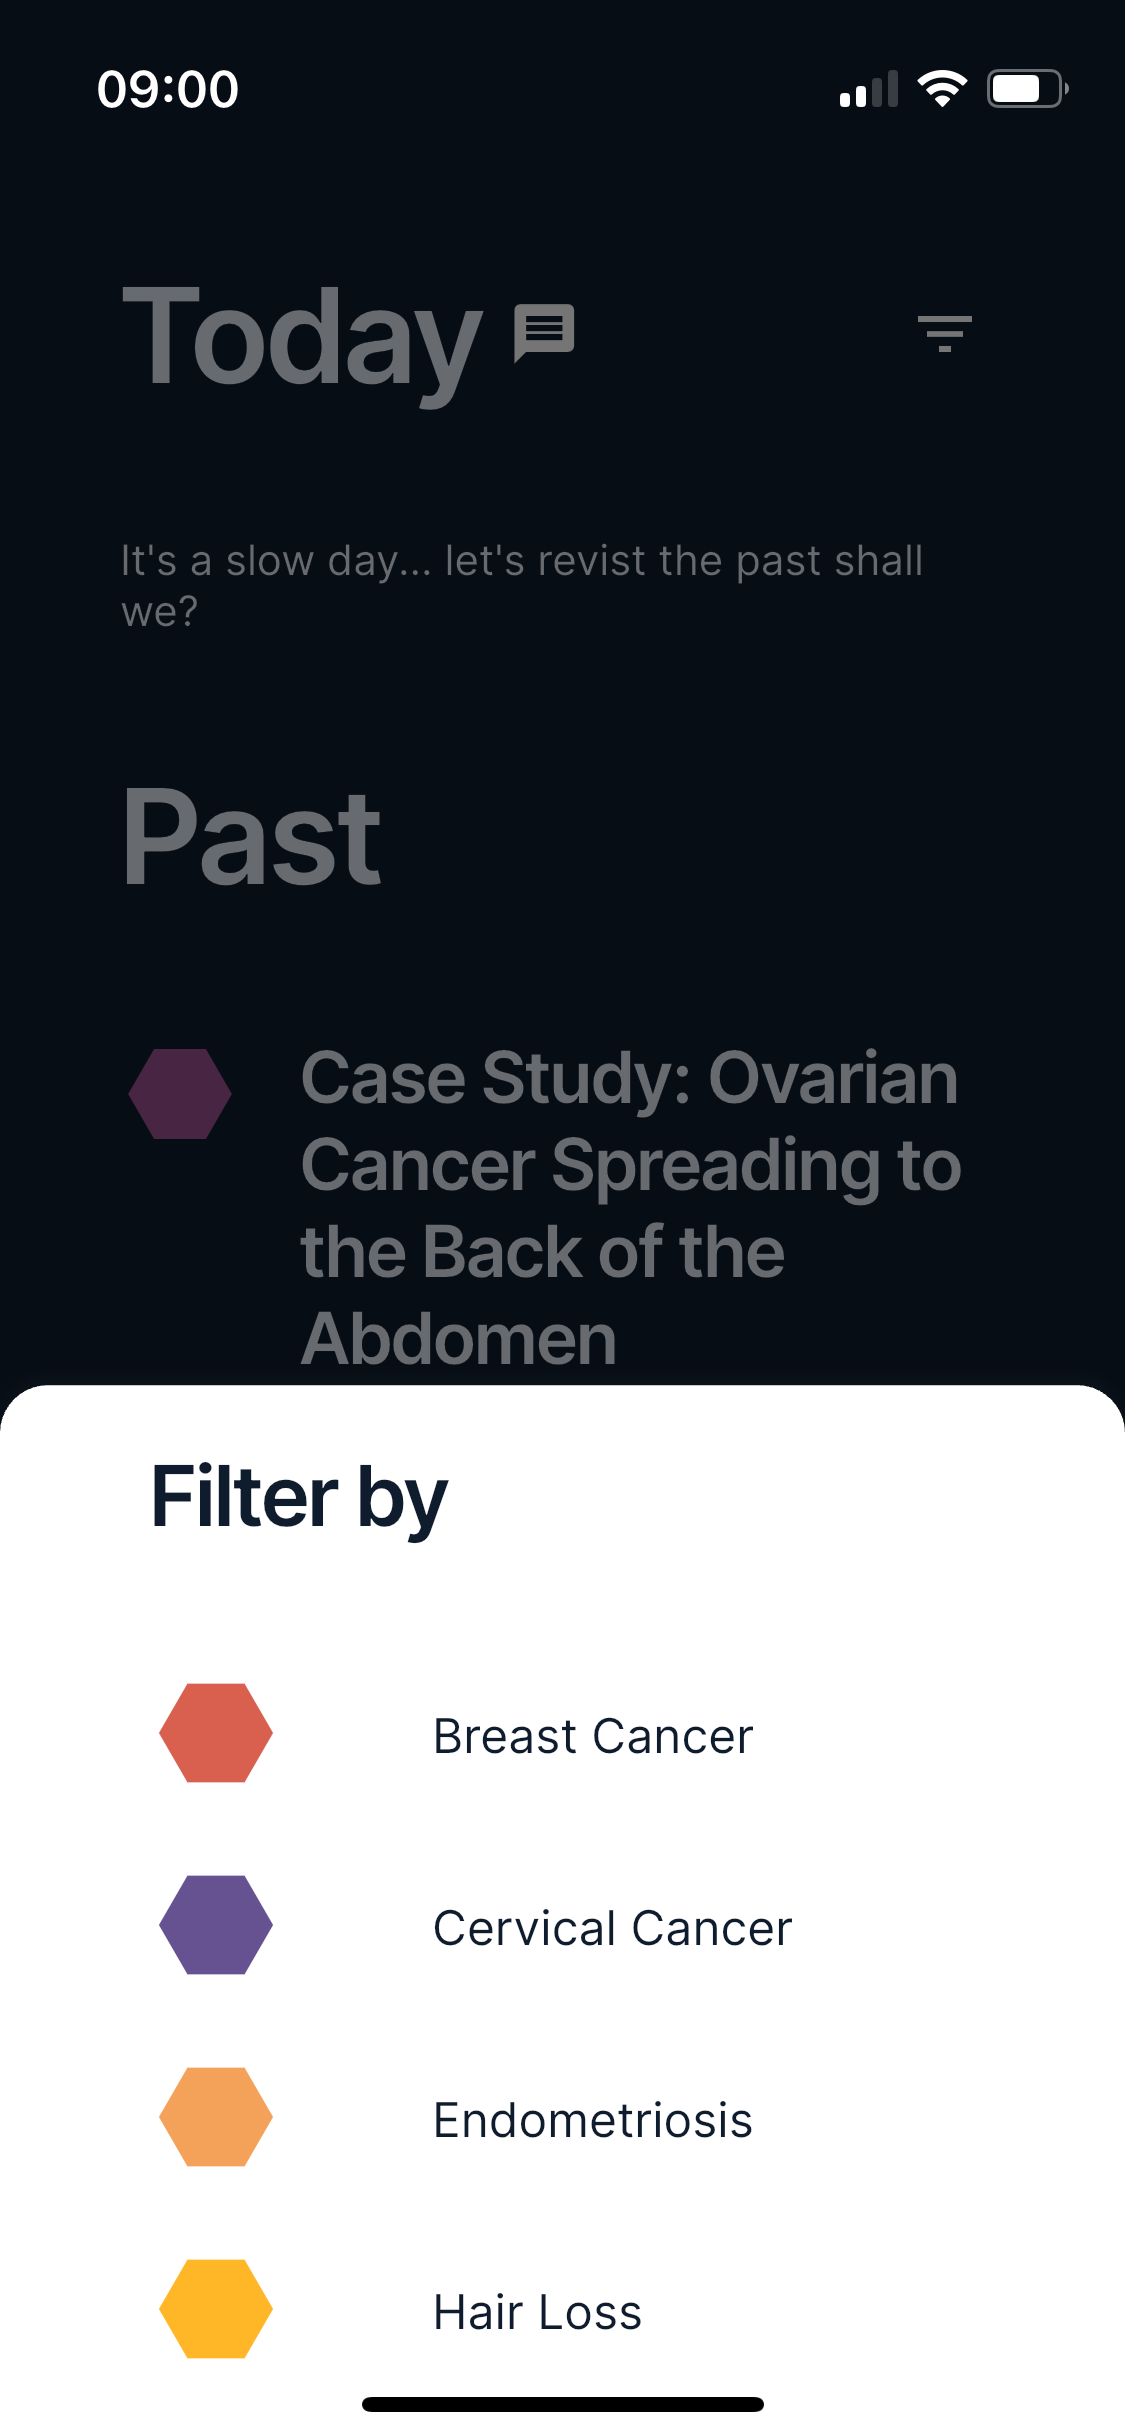 09:00
Today
It's a slow day... let's revist the past shall
we?
Past
Case Study: Ovarian
Cancer Spreading to
the Back of the
Abdomen
Filter by
Breast Cancer
Cervical Cancer
Endometriosis
Hair Loss